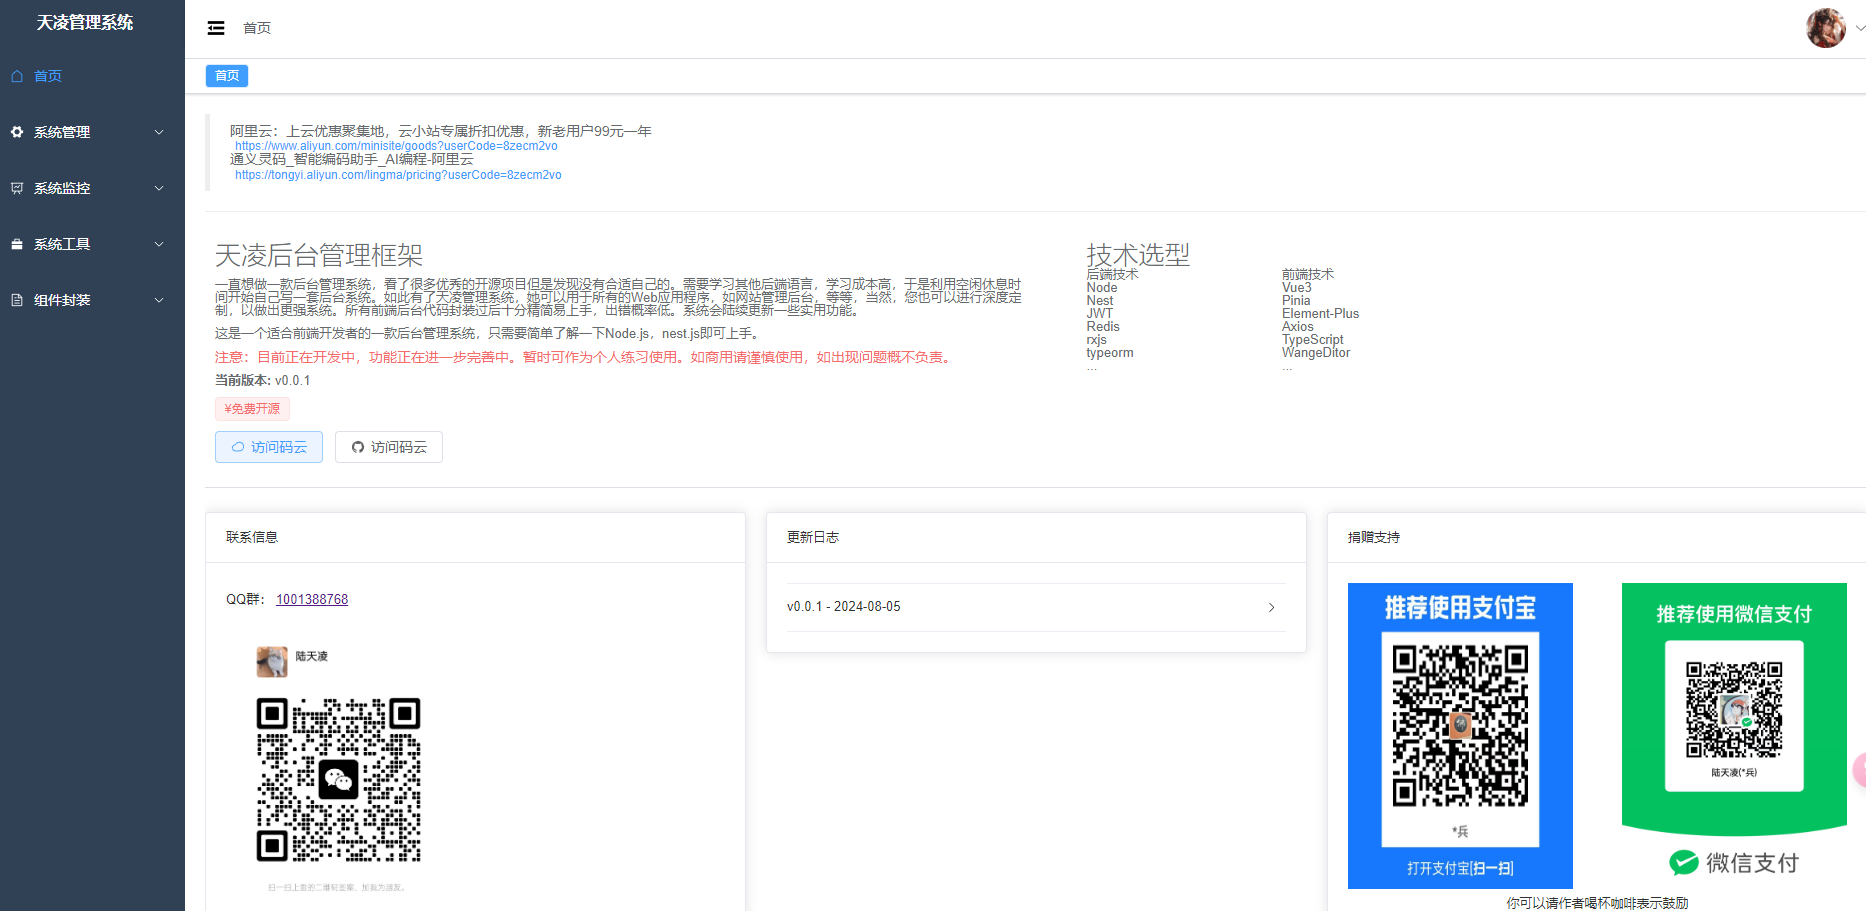 天凌管理系统
首页
系统管理
系统监控
系统工具
组件封装
首页
首页
阿里云：上云优惠聚集地，云小站专属折扣优惠，新老用户99元一年
https://www.aliyun.com/minisite/goods?userCode=8zecm2vo
通义灵码_智能编码助手_AI编程-阿里云
https://tongyi.aliyun.com/lingma/pricing?userCode=8zecm2vo
天凌后台管理框架
一直想做一款后台管理系统，看了很多优秀的开源项目但是发现没有合适自己的。需要学习其他后端语言，学习成本高，于是利用空闲休息时
间开始自己写一套后台系统。如此有了天凌管理系统，她可以用于所有的Web应用程序，如网站管理后台，等等，当然，您也可以进行深度定
制，以做出更强系统。所有前端后台代码封装过后十分精简易上手，出错概率低。系统会陆续更新一些实用功能。
这是一个适合前端开发者的一款后台管理系统，只需要简单了解一下Node.js，nest.js即可上手。
注意：目前正在开发中，功能正在进一步完善中。暂时可作为个人练习使用。如商用请谨慎使用，如出现问题概不负责。
当前版本: v0.0.1
¥免费开源
访问码云
访问码云
技术选型
后端技术
Node
Nest
JWT
Redis
rxjs
typeorm
...
前端技术
Vue3
Pinia
Element-Plus
Axios
TypeScript
WangeDitor
...
联系信息
QQ群： 1001388768
陆天凌
扫一扫上面的二维码图案，加我为朋友。
更新日志
v0.0.1 - 2024-08-05
捐赠支持
推荐使用支付宝
*兵
打开支付宝[扫一扫]
推荐使用微信支付
陆天凌(*兵)
微信支付
你可以请作者喝杯咖啡表示鼓励